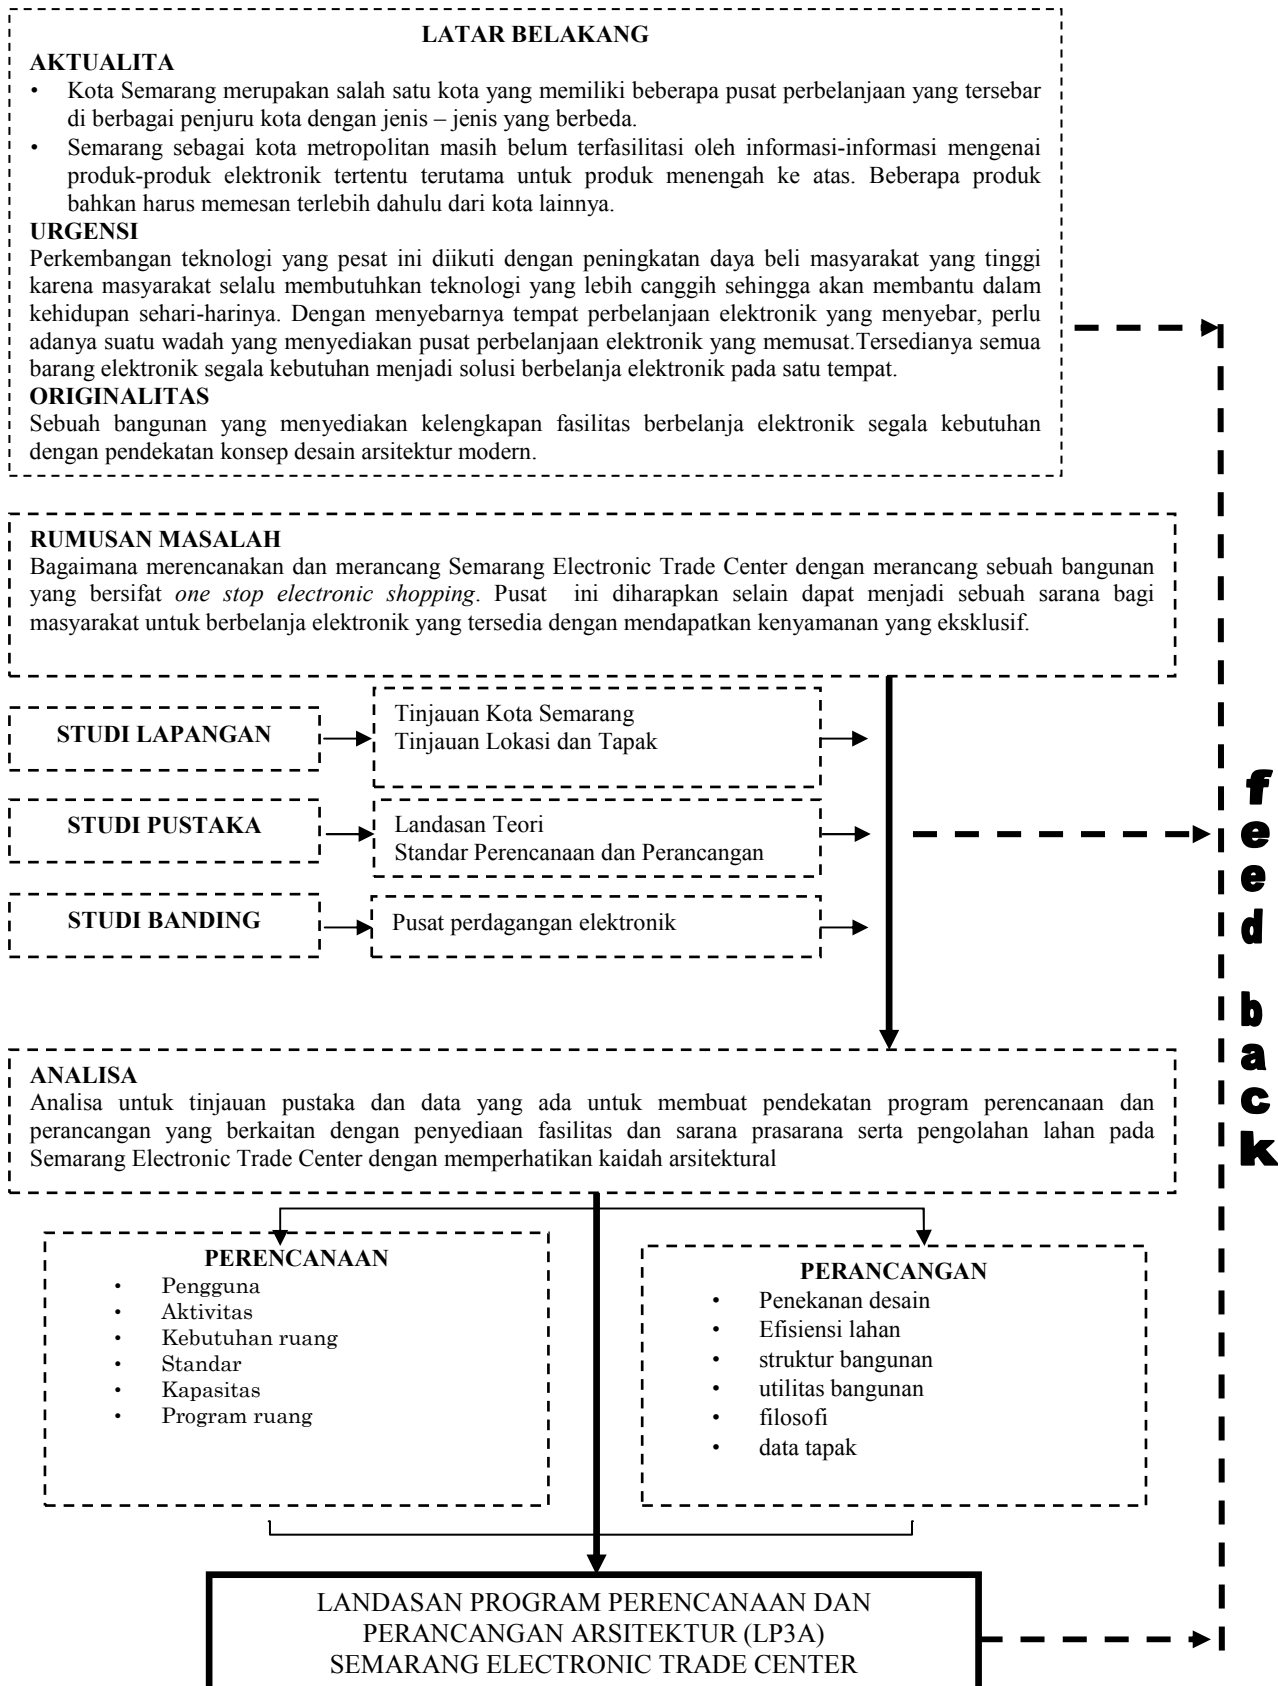 LATAR BELAKANG
AKTUALITA
• Kota Semarang merupakan salah satu kota yang memiliki beberapa pusat perbelanjaan yang tersebar
di berbagai penjuru kota dengan jenis – jenis yang berbeda.
• Semarang sebagai kota metropolitan masih belum terfasilitasi oleh informasi-informasi mengenai
produk-produk elektronik tertentu terutama untuk produk menengah ke atas. Beberapa produk
bahkan harus memesan terlebih dahulu dari kota lainnya.
URGENSI
Perkembangan teknologi yang pesat ini diikuti dengan peningkatan daya beli masyarakat yang tinggi
karena masyarakat selalu membutuhkan teknologi yang lebih canggih sehingga akan membantu dalam
kehidupan sehari-harinya. Dengan menyebarnya tempat perbelanjaan elektronik yang menyebar, perlu
adanya suatu wadah yang menyediakan pusat perbelanjaan elektronik yang memusat.Tersedianya semua
barang elektronik segala kebutuhan menjadi solusi berbelanja elektronik pada satu tempat.
ORIGINALITAS
Sebuah bangunan yang menyediakan kelengkapan fasilitas berbelanja elektronik segala kebutuhan
dengan pendekatan konsep desain arsitektur modern.
RUMUSAN MASALAH
Bagaimana merencanakan dan merancang Semarang Electronic Trade Center dengan merancang sebuah bangunan
yang bersifat one stop electronic shopping. Pusat ini diharapkan selain dapat menjadi sebuah sarana bagi
masyarakat untuk berbelanja elektronik yang tersedia dengan mendapatkan kenyamanan yang eksklusif.
STUDI LAPANGAN
Tinjauan Kota Semarang
Tinjauan Lokasi dan Tapak
STUDI PUSTAKA
Landasan Teori
Standar Perencanaan dan Perancangan
STUDI BANDING
Pusat perdagangan elektronik
feed back
ANALISA
Analisa untuk tinjauan pustaka dan data yang ada untuk membuat pendekatan program perencanaan dan
perancangan yang berkaitan dengan penyediaan fasilitas dan sarana prasarana serta pengolahan lahan pada
Semarang Electronic Trade Center dengan memperhatikan kaidah arsitektural
PERENCANAAN
• Pengguna
• Aktivitas
• Kebutuhan ruang
• Standar
• Kapasitas
• Program ruang
PERANCANGAN
• Penekanan desain
• Efisiensi lahan
• struktur bangunan
• utilitas bangunan
• filosofi
• data tapak
LANDASAN PROGRAM PERENCANAAN DAN
PERANCANGAN ARSITEKTUR (LP3A)
SEMARANG ELECTRONIC TRADE CENTER